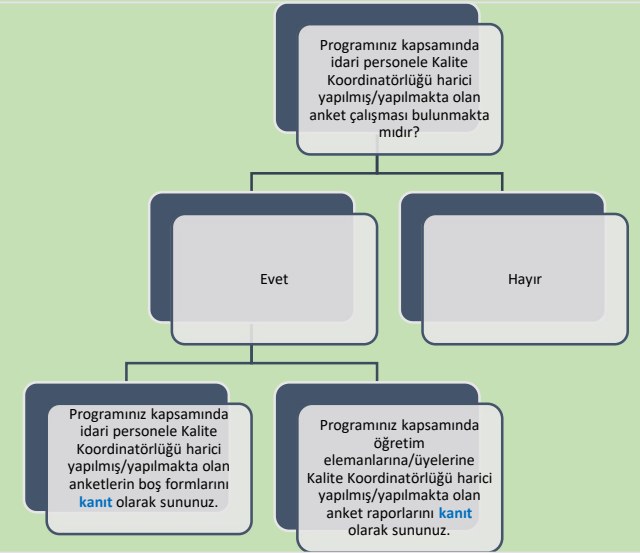 Programınız kapsamında
idari personele Kalite
Koordinatörlüğü harici
yapılmış/yapılmakta olan
anket çalışması bulunmakta
mıdır?
Evet
Hayır
Programınız kapsamında
idari personele Kalite
Koordinatörlüğü harici
yapılmış/yapılmakta olan
anketlerin boş formlarını
kanıt olarak sununuz.
Programınız kapsamında
öğretim
elemanlarına/üyelerine
Kalite Koordinatörlüğü harici
yapılmış/yapılmakta olan
anket raporlarını kanıt
olarak sununuz.